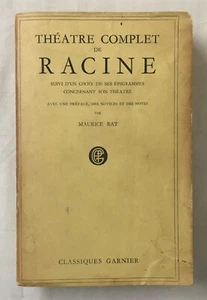 THÉATRE COMPLET
DE
RACINE
SUIVI D'UN CHOIX DE SES ÉPIGRAMMES
CONCERNANT SON THÉATRE
AVEC UNE PRÉFACE, DES NOTICES ET DES NOTES
PAR
MAURICE RAT
CLASSIQUES GARNIER